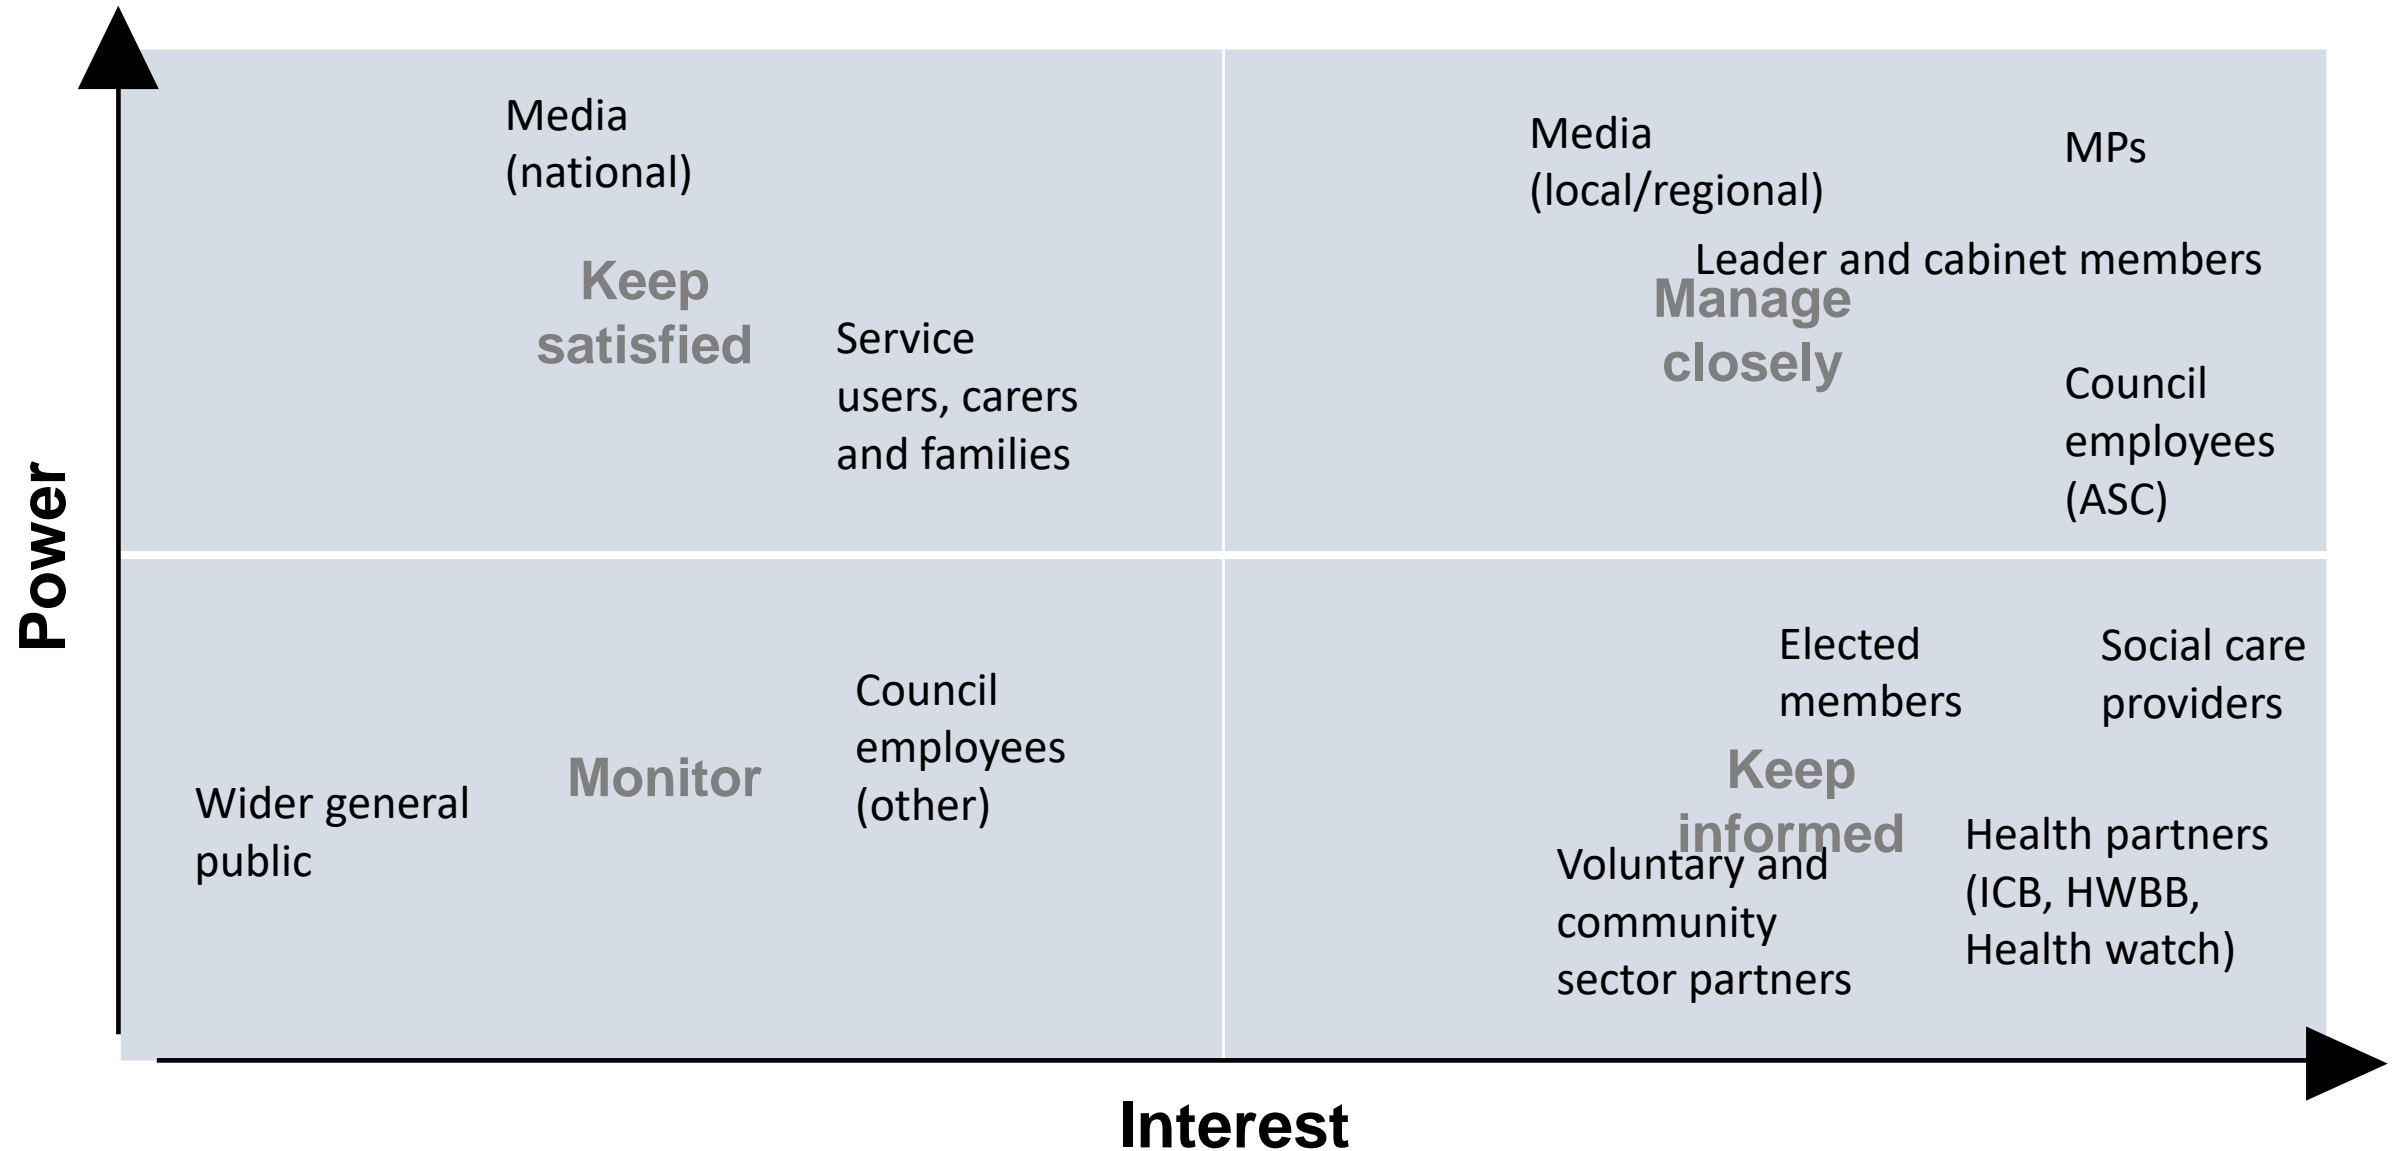 Power
Media
(national)
Keep
satisfied
Service
users, carers
and families
Media
(local/regional)
MPs
Leader and cabinet members
Manage
closely
Council
employees
(ASC)
Wider general
public
Monitor
Council
employees
(other)
Elected
members
Social care
providers
Keep
informed
Voluntary and
community
sector partners
Health partners
(ICB, HWBB,
Health watch)
Interest